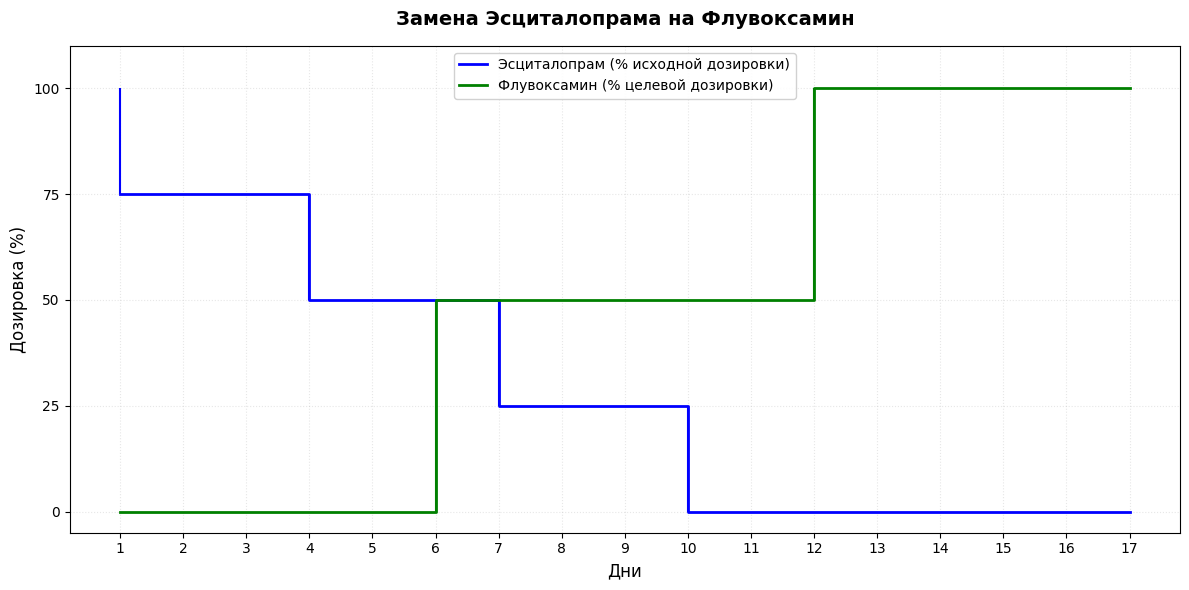 Замена Эсциталопрама на Флувоксамин
Эсциталопрам (% исходной дозировки)
Флувоксамин (% целевой дозировки)
Дозировка (%)
100
75
50
25
0
1 2 3 4 5 6 7 8 9 10 11 12 13 14 15 16 17
Дни